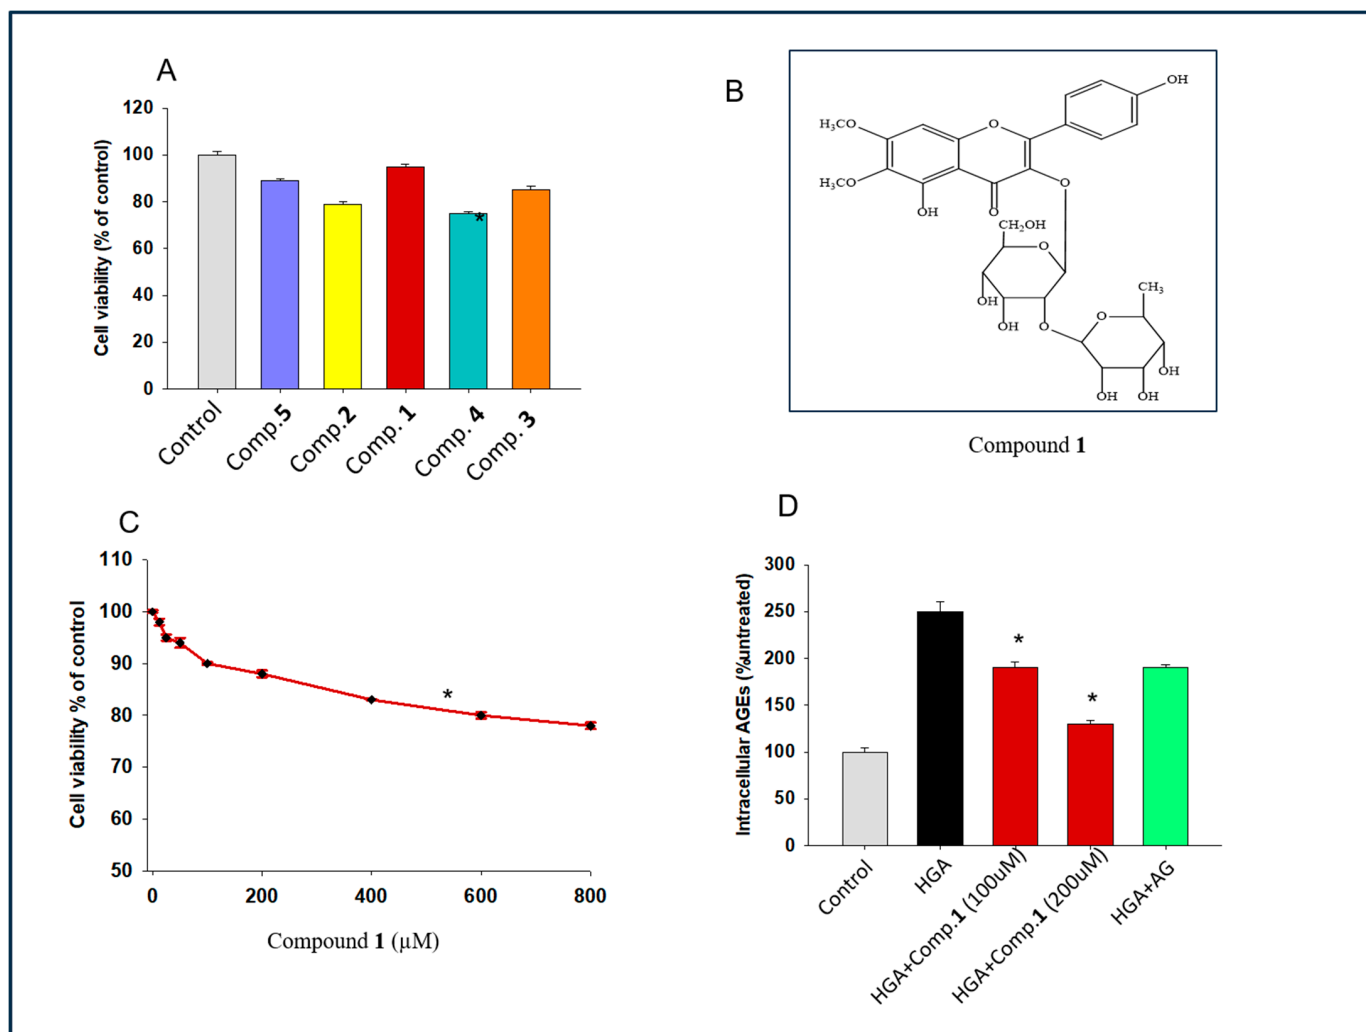 A
Cell viability (% of control)
120
100
80
60
40
20
0
*
Control
Comp.5
Comp.2
Comp. 1
Comp. 4
Comp. 3
B
OH
H₃CO
O
H₃CO
O
OH
O
CH₂OH
O
OH
OH
O
CH₃
O
OH
OH
OH
Compound 1
C
Cell viability % of control
110
100
90
80
70
60
50
*
0
200
400
600
800
Compound 1 (µM)
D
Intracellular AGEs (%untreated)
300
250
200
150
100
50
0
*
*
Control
HGA
HGA+Comp.1 (100uM)
HGA+Comp.1 (200uM)
HGA+AG